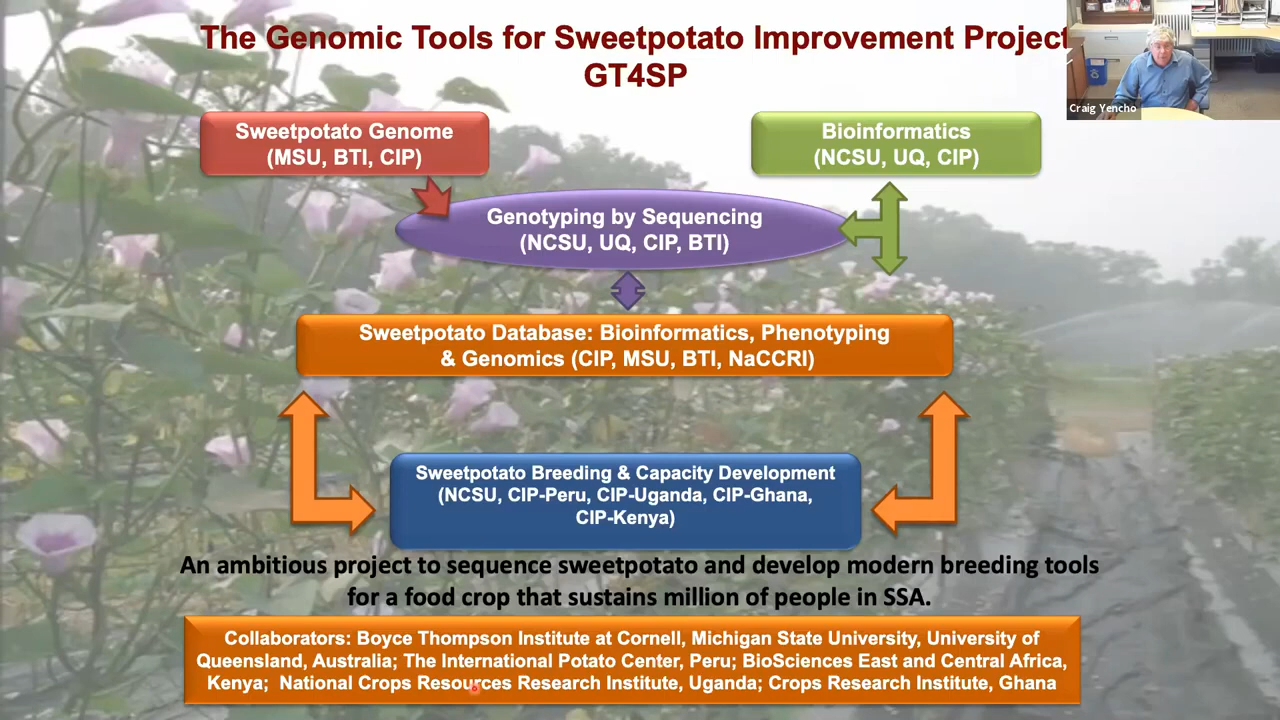 The Genomic Tools for Sweetpotato Improvement Project
GT4SP
Craig Yencho
Sweetpotato Genome
(MSU, BTI, CIP)
Bioinformatics
(NCSU, UQ, CIP)
Genotyping by Sequencing
(NCSU, UQ, CIP, BTI)
Sweetpotato Database: Bioinformatics, Phenotyping
& Genomics (CIP, MSU, BTI, NaCCRI)
Sweetpotato Breeding & Capacity Development
(NCSU, CIP-Peru, CIP-Uganda, CIP-Ghana,
CIP-Kenya)
An ambitious project to sequence sweetpotato and develop modern breeding tools
for a food crop that sustains million of people in SSA.
Collaborators: Boyce Thompson Institute at Cornell, Michigan State University, University of
Queensland, Australia; The International Potato Center, Peru; BioSciences East and Central Africa,
Kenya; National Crops Resources Research Institute, Uganda; Crops Research Institute, Ghana